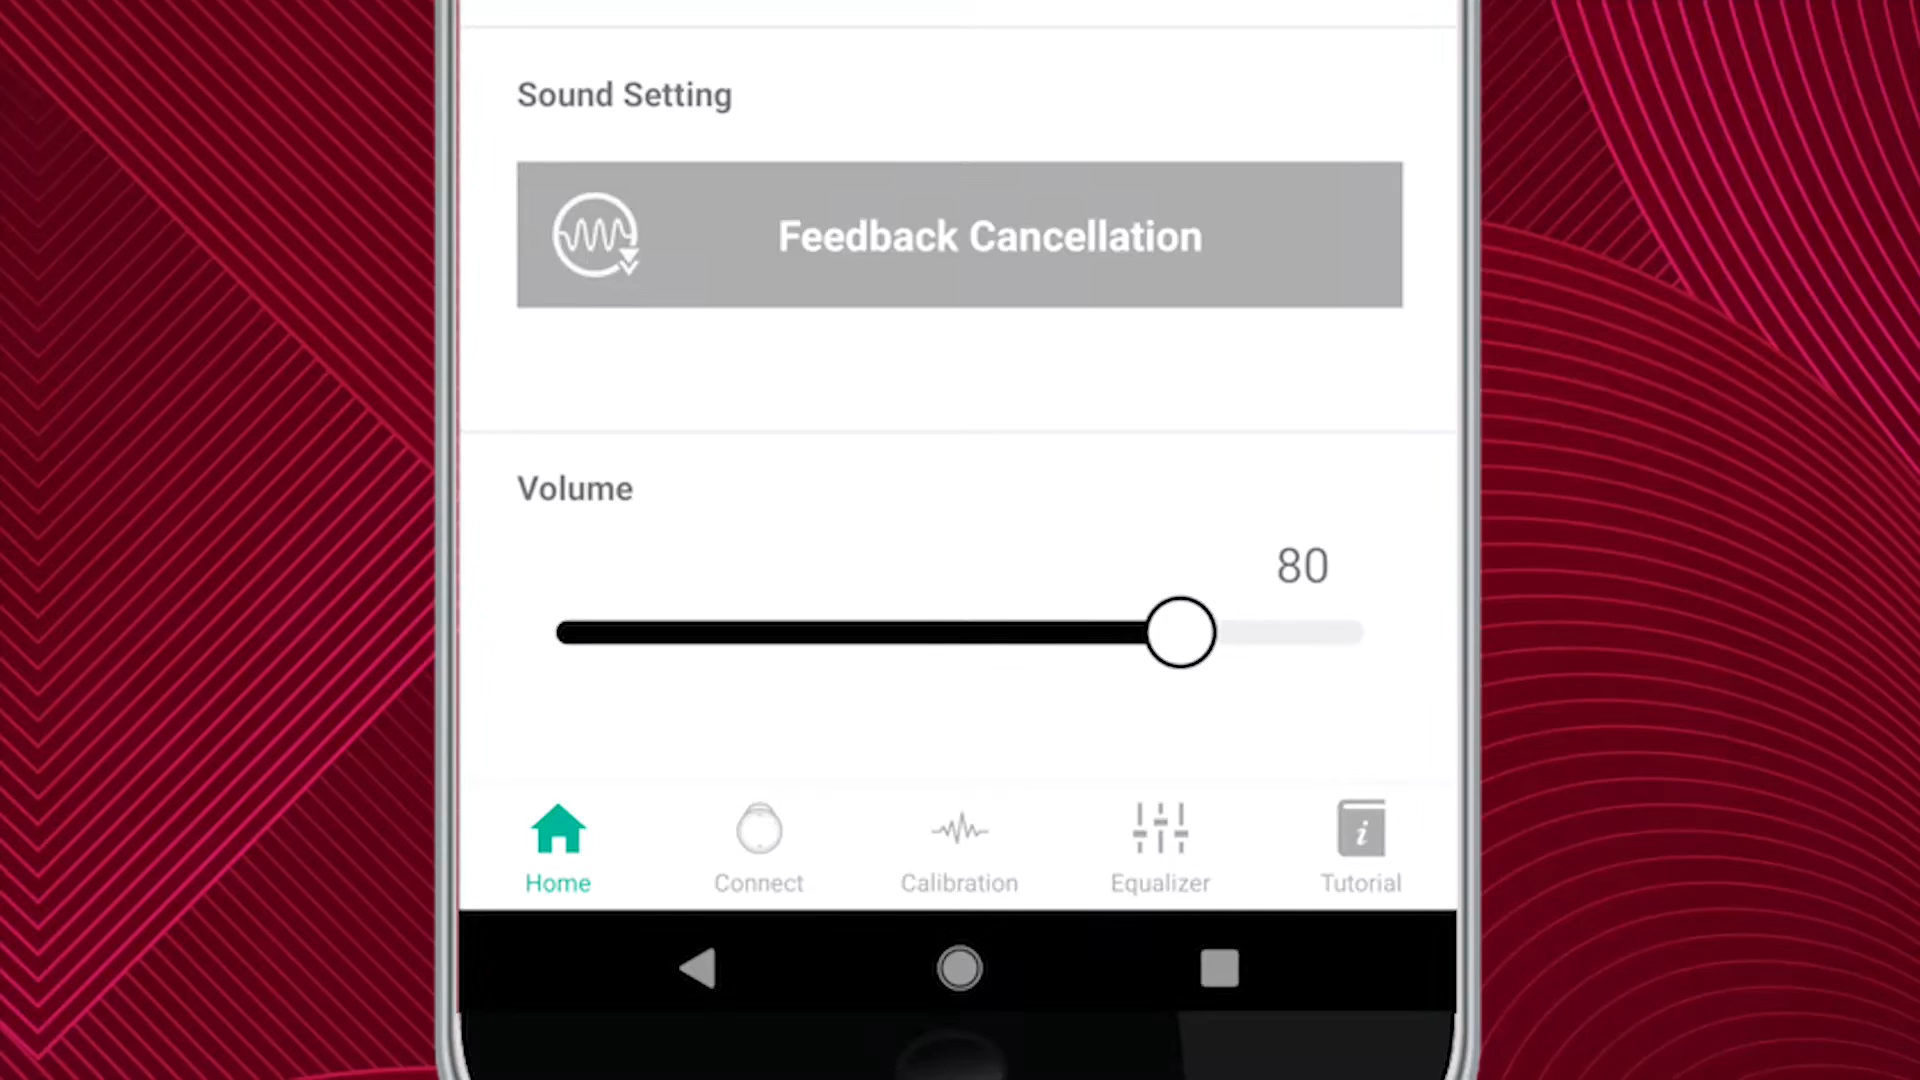 Sound Setting
Feedback Cancellation
Volume
80
Home
Connect
Calibration
Equalizer
Tutorial